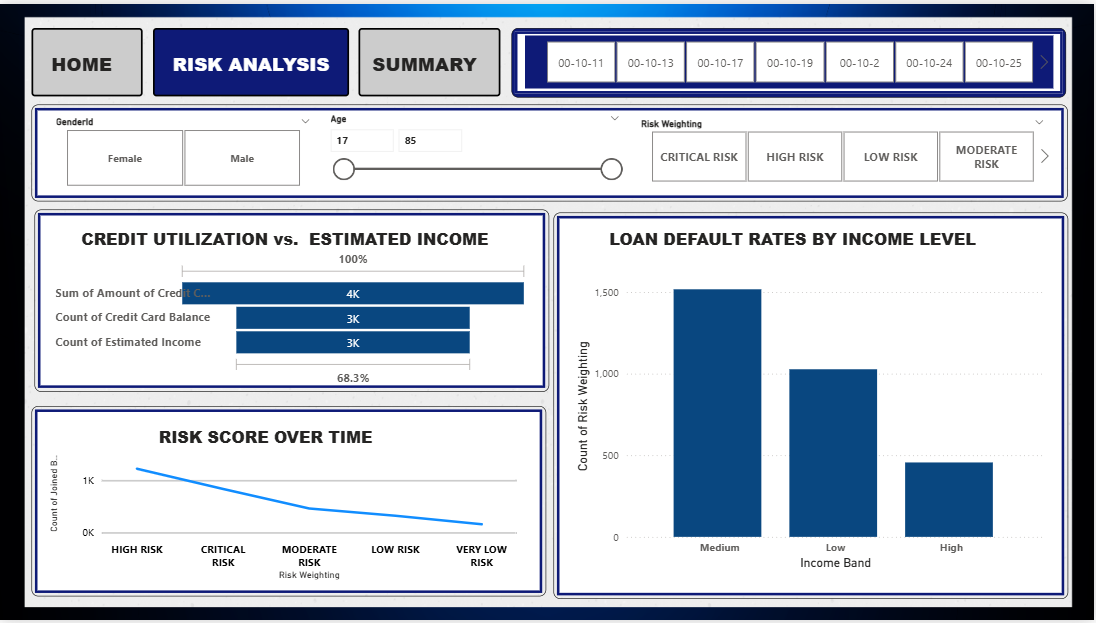 HOME
RISK ANALYSIS
SUMMARY
00-10-11
00-10-13
00-10-17
00-10-19
00-10-2
00-10-24
00-10-25
GenderId
Female
Male
Age
17
85
Risk Weighting
CRITICAL RISK
HIGH RISK
LOW RISK
MODERATE
RISK
CREDIT UTILIZATION vs. ESTIMATED INCOME
100%
Sum of Amount of Credit C...
4K
Count of Credit Card Balance
3K
Count of Estimated Income
3K
68.3%
RISK SCORE OVER TIME
Count of Joined B...
1K
0K
HIGH RISK
CRITICAL
RISK
MODERATE
RISK
LOW RISK
VERY LOW
RISK
Risk Weighting
LOAN DEFAULT RATES BY INCOME LEVEL
Count of Risk Weighting
1,500
1,000
500
0
Medium
Low
High
Income Band